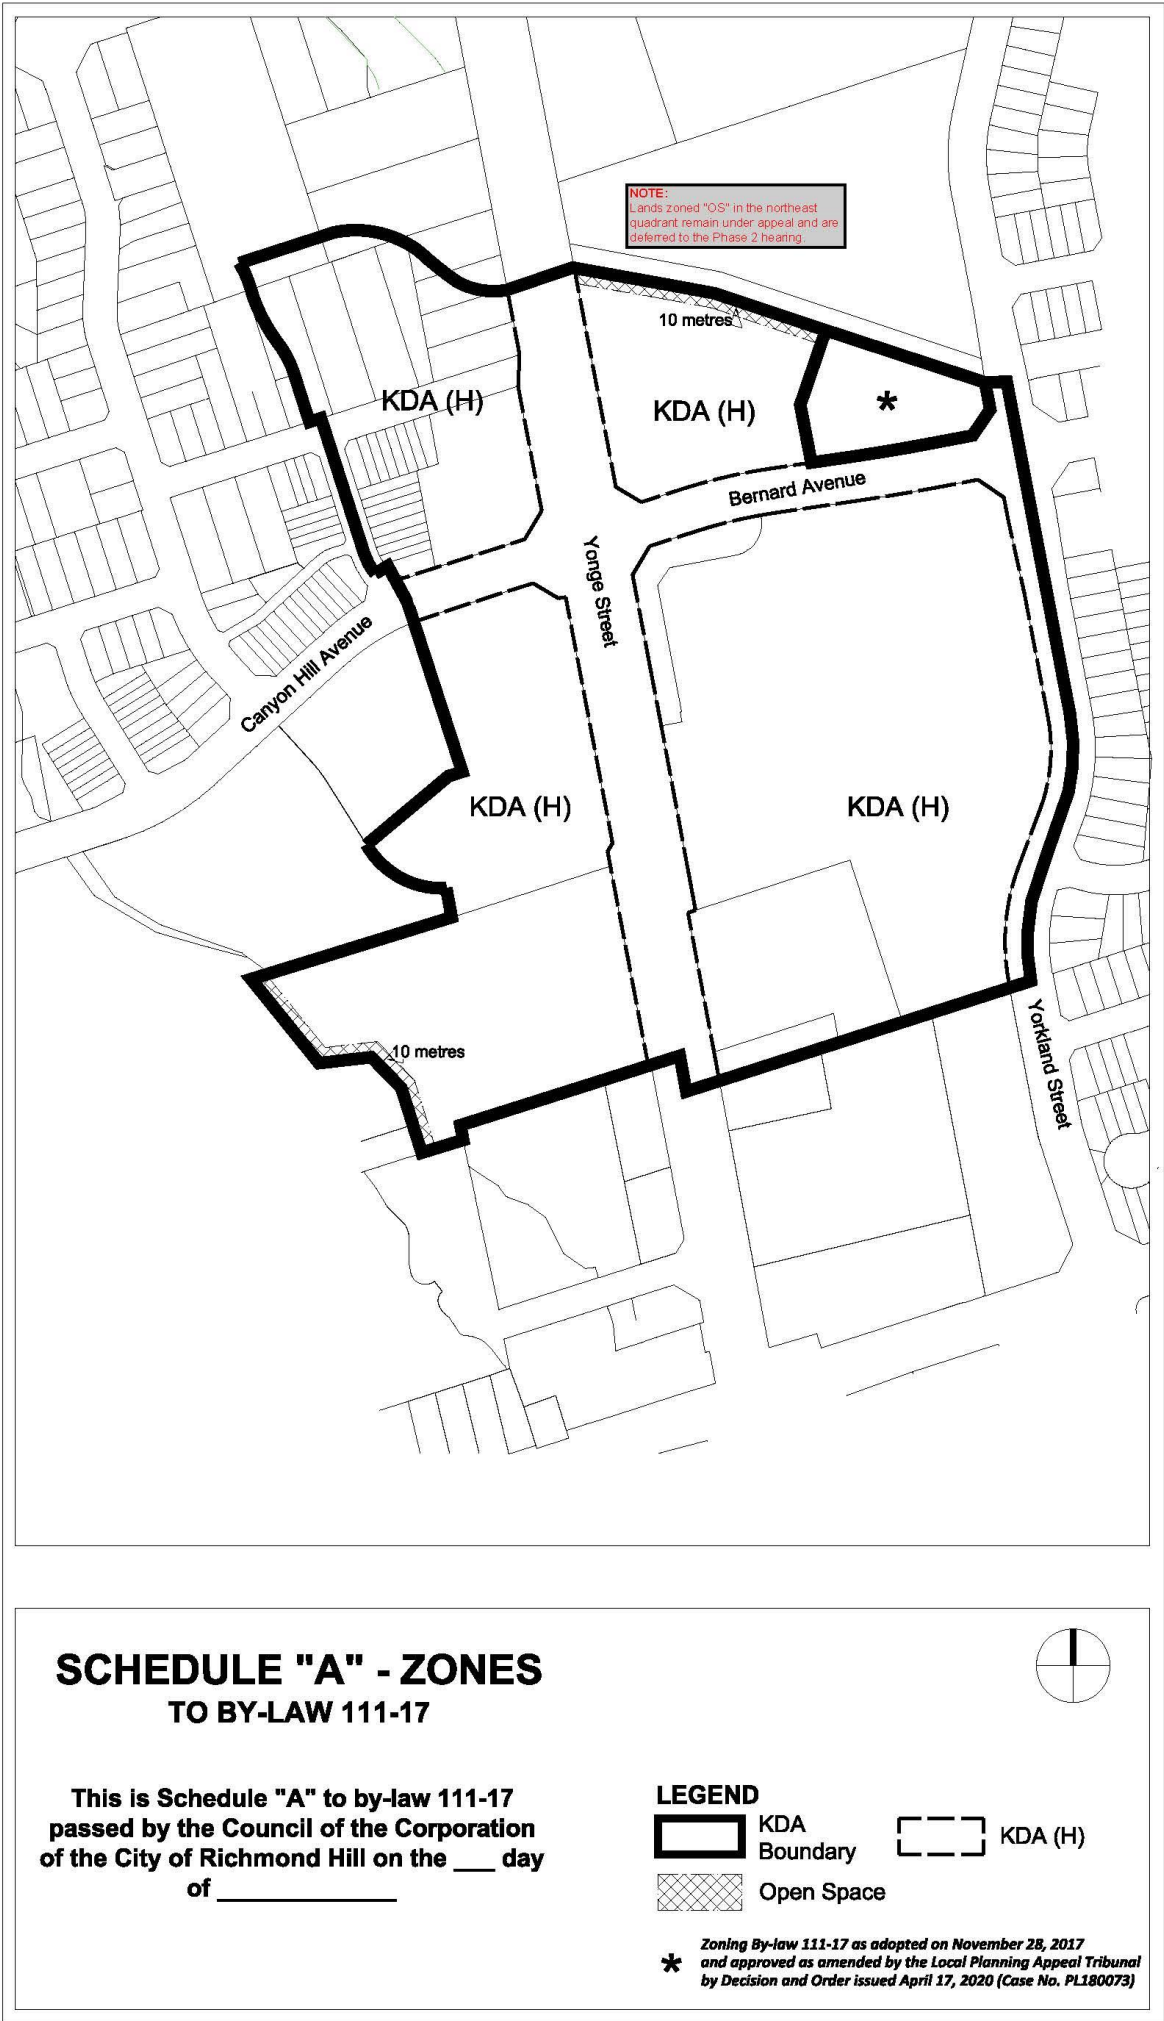 NOTE:
Lands zoned "OS" in the northeast
quadrant remain under appeal and are
deferred to the Phase 2 hearing.
10 metres
KDA (H)
KDA (H)
*
Bernard Avenue
Yonge Street
Canyon Hill Avenue
KDA (H)
KDA (H)
10 metres
Yorkland Street
SCHEDULE "A" - ZONES
TO BY-LAW 111-17
This is Schedule "A" to by-law 111-17
passed by the Council of the Corporation
of the City of Richmond Hill on the ___ day
of _____________
LEGEND
KDA
Boundary
KDA (H)
Open Space
*
Zoning By-law 111-17 as adopted on November 28, 2017
and approved as amended by the Local Planning Appeal Tribunal
by Decision and Order issued April 17, 2020 (Case No. PL180073)